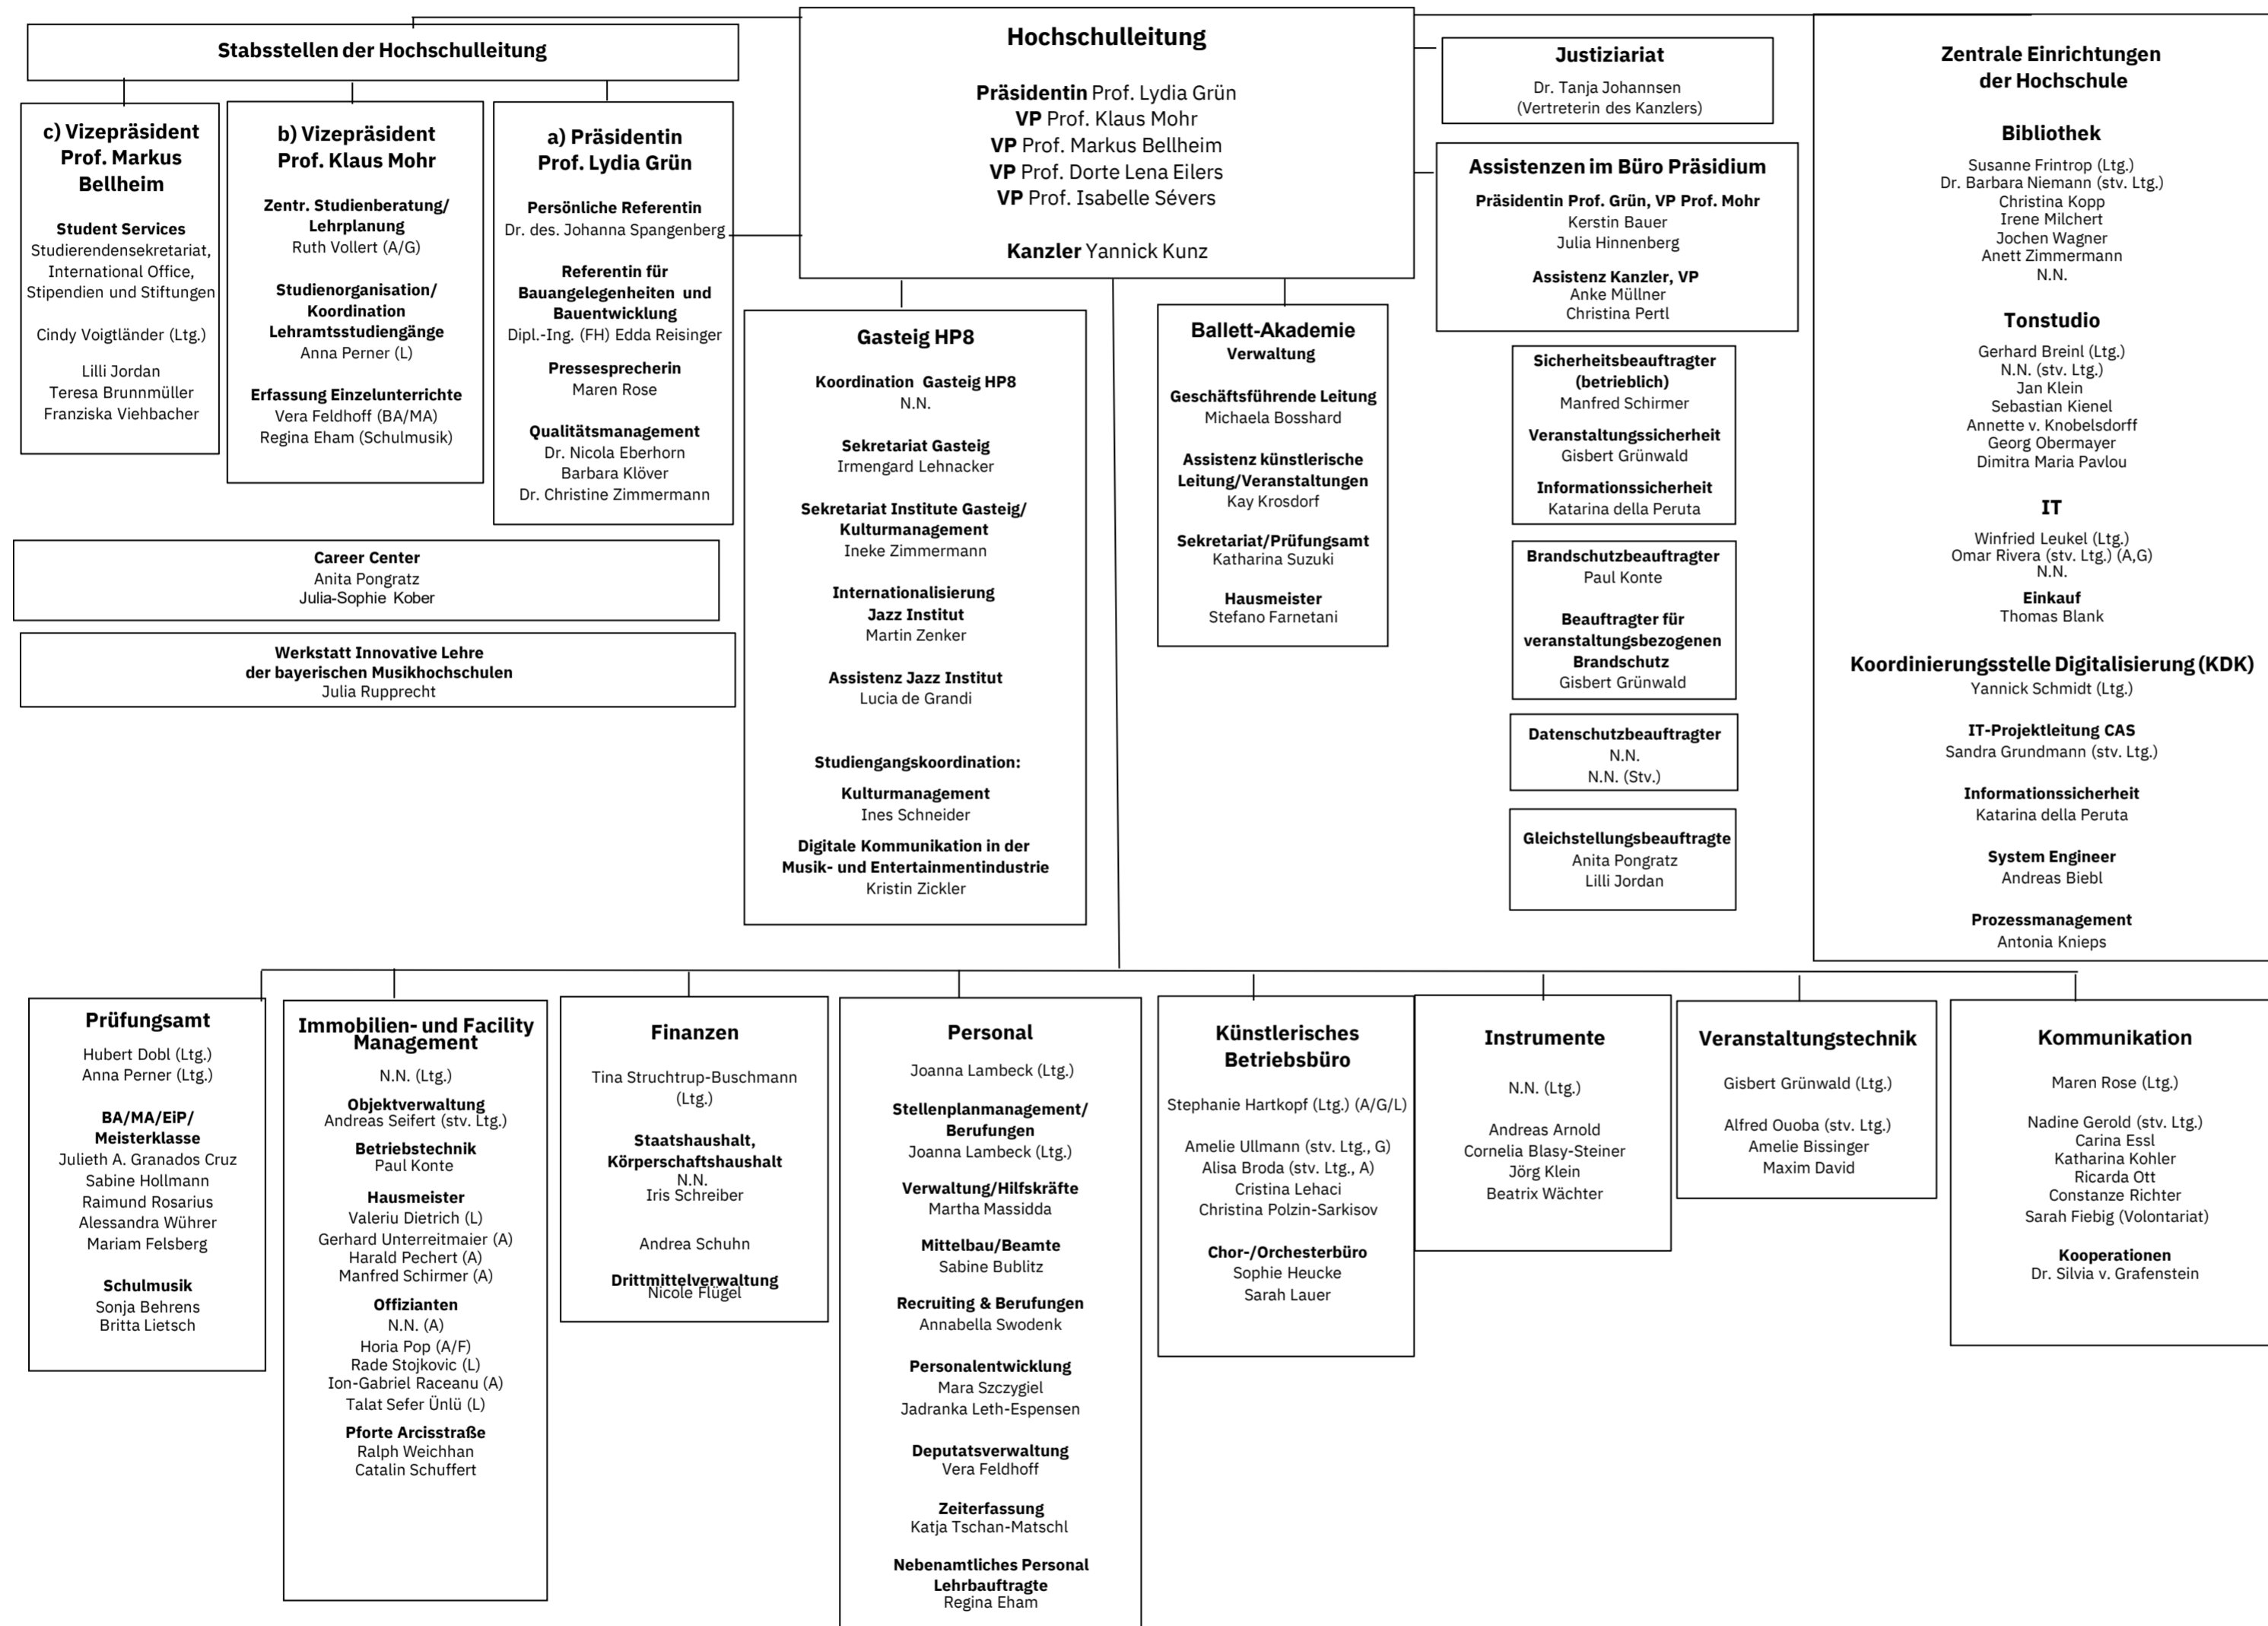 Hochschulleitung
Präsidentin Prof. Lydia Grün
VP Prof. Klaus Mohr
VP Prof. Markus Bellheim
VP Prof. Dorte Lena Eilers
VP Prof. Isabelle Sévers
Kanzler Yannick Kunz
Stabsstellen der Hochschulleitung
c) Vizepräsident
Prof. Markus
Bellheim
Student Services
Studierendensekretariat,
International Office,
Stipendien und Stiftungen
Cindy Voigtländer (Ltg.)
Lilli Jordan
Teresa Brunnmüller
Franziska Viehbacher
b) Vizepräsident
Prof. Klaus Mohr
Zentr. Studienberatung/
Lehrplanung
Ruth Vollert (A/G)
Studienorganisation/
Koordination
Lehramtsstudiengänge
Anna Perner (L)
Erfassung Einzelunterrichte
Vera Feldhoff (BA/MA)
Regina Eham (Schulmusik)
a) Präsidentin
Prof. Lydia Grün
Persönliche Referentin
Dr. des. Johanna Spangenberg
Referentin für
Bauangelegenheiten und
Bauentwicklung
Dipl.-Ing. (FH) Edda Reisinger
Pressesprecherin
Maren Rose
Qualitätsmanagement
Dr. Nicola Eberhorn
Barbara Klöver
Dr. Christine Zimmermann
Career Center
Anita Pongratz
Julia-Sophie Kober
Werkstatt Innovative Lehre
der bayerischen Musikhochschulen
Julia Rupprecht
Gasteig HP8
Koordination Gasteig HP8
N.N.
Sekretariat Gasteig
Irmengard Lehnacker
Sekretariat Institute Gasteig/
Kulturmanagement
Ineke Zimmermann
Internationalisierung
Jazz Institut
Martin Zenker
Assistenz Jazz Institut
Lucia de Grandi
Studiengangskoordination:
Kulturmanagement
Ines Schneider
Digitale Kommunikation in der
Musik- und Entertainmentindustrie
Kristin Zickler
Ballett-Akademie
Verwaltung
Geschäftsführende Leitung
Michaela Bosshard
Assistenz künstlerische
Leitung/Veranstaltungen
Kay Krosdorf
Sekretariat/Prüfungsamt
Katharina Suzuki
Hausmeister
Stefano Farnetani
Justiziariat
Dr. Tanja Johannsen
(Vertreterin des Kanzlers)
Assistenzen im Büro Präsidium
Präsidentin Prof. Grün, VP Prof. Mohr
Kerstin Bauer
Julia Hinnenberg
Assistenz Kanzler, VP
Anke Müllner
Christina Pertl
Sicherheitsbeauftragter
(betrieblich)
Manfred Schirmer
Veranstaltungssicherheit
Gisbert Grünwald
Informationssicherheit
Katarina della Peruta
Brandschutzbeauftragter
Paul Konte
Beauftragter für
veranstaltungsbezogenen
Brandschutz
Gisbert Grünwald
Datenschutzbeauftragter
N.N.
N.N. (Stv.)
Gleichstellungsbeauftragte
Anita Pongratz
Lilli Jordan
Zentrale Einrichtungen
der Hochschule
Bibliothek
Susanne Frintrop (Ltg.)
Dr. Barbara Niemann (stv. Ltg.)
Christina Kopp
Irene Milchert
Jochen Wagner
Anett Zimmermann
N.N.
Tonstudio
Gerhard Breinl (Ltg.)
N.N. (stv. Ltg.)
Jan Klein
Sebastian Kienel
Annette v. Knobelsdorff
Georg Obermayer
Dimitra Maria Pavlou
IT
Winfried Leukel (Ltg.)
Omar Rivera (stv. Ltg.) (A,G)
N.N.
Einkauf
Thomas Blank
Koordinierungsstelle Digitalisierung (KDK)
Yannick Schmidt (Ltg.)
IT-Projektleitung CAS
Sandra Grundmann (stv. Ltg.)
Informationssicherheit
Katarina della Peruta
System Engineer
Andreas Biebl
Prozessmanagement
Antonia Knieps
Prüfungsamt
Hubert Dobl (Ltg.)
Anna Perner (Ltg.)
BA/MA/EiP/
Meisterklasse
Julieth A. Granados Cruz
Sabine Hollmann
Raimund Rosarius
Alessandra Wührer
Mariam Felsberg
Schulmusik
Sonja Behrens
Britta Lietsch
Immobilien- und Facility
Management
N.N. (Ltg.)
Objektverwaltung
Andreas Seifert (stv. Ltg.)
Betriebstechnik
Paul Konte
Hausmeister
Valeriu Dietrich (L)
Gerhard Unterreitmaier (A)
Harald Pechert (A)
Manfred Schirmer (A)
Offizianten
N.N. (A)
Horia Pop (A/F)
Rade Stojkovic (L)
Ion-Gabriel Raceanu (A)
Talat Sefer Ünlü (L)
Pforte Arcisstraße
Ralph Weichhan
Catalin Schuffert
Finanzen
Tina Struchtrup-Buschmann
(Ltg.)
Staatshaushalt,
Körperschaftshaushalt
N.N.
Iris Schreiber
Andrea Schuhn
Drittmittelverwaltung
Nicole Flügel
Personal
Joanna Lambeck (Ltg.)
Stellenplanmanagement/
Berufungen
Joanna Lambeck (Ltg.)
Verwaltung/Hilfskräfte
Martha Massidda
Mittelbau/Beamte
Sabine Bublitz
Recruiting & Berufungen
Annabella Swodenk
Personalentwicklung
Mara Szczygiel
Jadranka Leth-Espensen
Deputatsverwaltung
Vera Feldhoff
Zeiterfassung
Katja Tschan-Matschl
Nebenamtliches Personal
Lehrbauftragte
Regina Eham
Künstlerisches
Betriebsbüro
Stephanie Hartkopf (Ltg.) (A/G/L)
Amelie Ullmann (stv. Ltg., G)
Alisa Broda (stv. Ltg., A)
Cristina Lehaci
Christina Polzin-Sarkisov
Chor-/Orchesterbüro
Sophie Heucke
Sarah Lauer
Instrumente
N.N. (Ltg.)
Andreas Arnold
Cornelia Blasy-Steiner
Jörg Klein
Beatrix Wächter
Veranstaltungstechnik
Gisbert Grünwald (Ltg.)
Alfred Ouoba (stv. Ltg.)
Amelie Bissinger
Maxim David
Kommunikation
Maren Rose (Ltg.)
Nadine Gerold (stv. Ltg.)
Carina Essl
Katharina Kohler
Ricarda Ott
Constanze Richter
Sarah Fiebig (Volontariat)
Kooperationen
Dr. Silvia v. Grafenstein